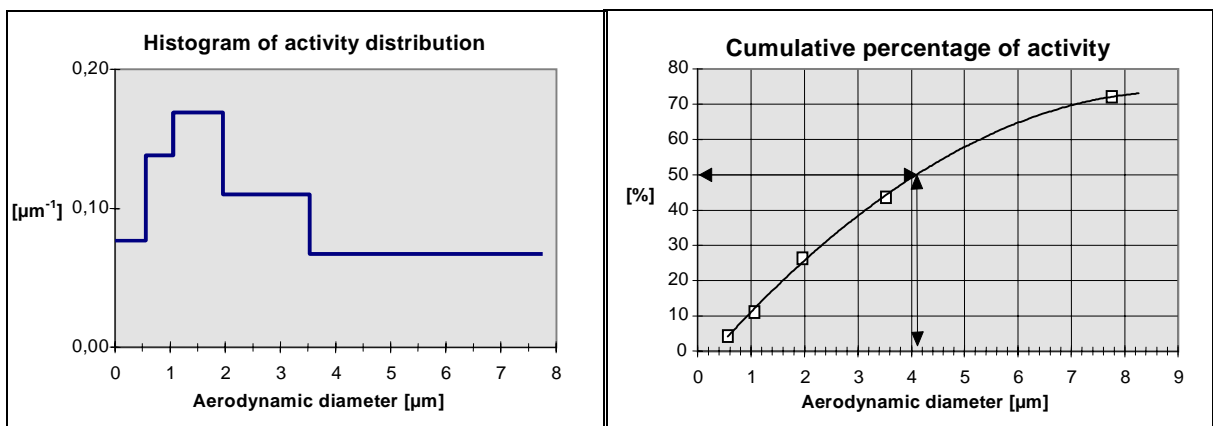 Histogram of activity distribution
0,20
[µm-1]
0,10
0,00
0 1 2 3 4 5 6 7 8
Aerodynamic diameter [µm]
Cumulative percentage of activity
80
70
60
50
[%]
40
30
20
10
0
0 1 2 3 4 5 6 7 8 9
Aerodynamic diameter [µm]